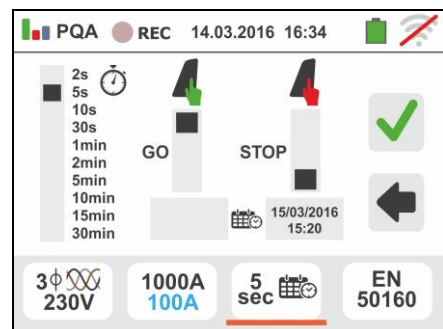 PQA REC 14.03.2016 16:34
2s
5s
10s
30s
1min
2min
5min
10min
15min
30min
GO
STOP
15/03/2016
15:20
3ϕ
230V
1000A
100A
5
sec
EN
50160